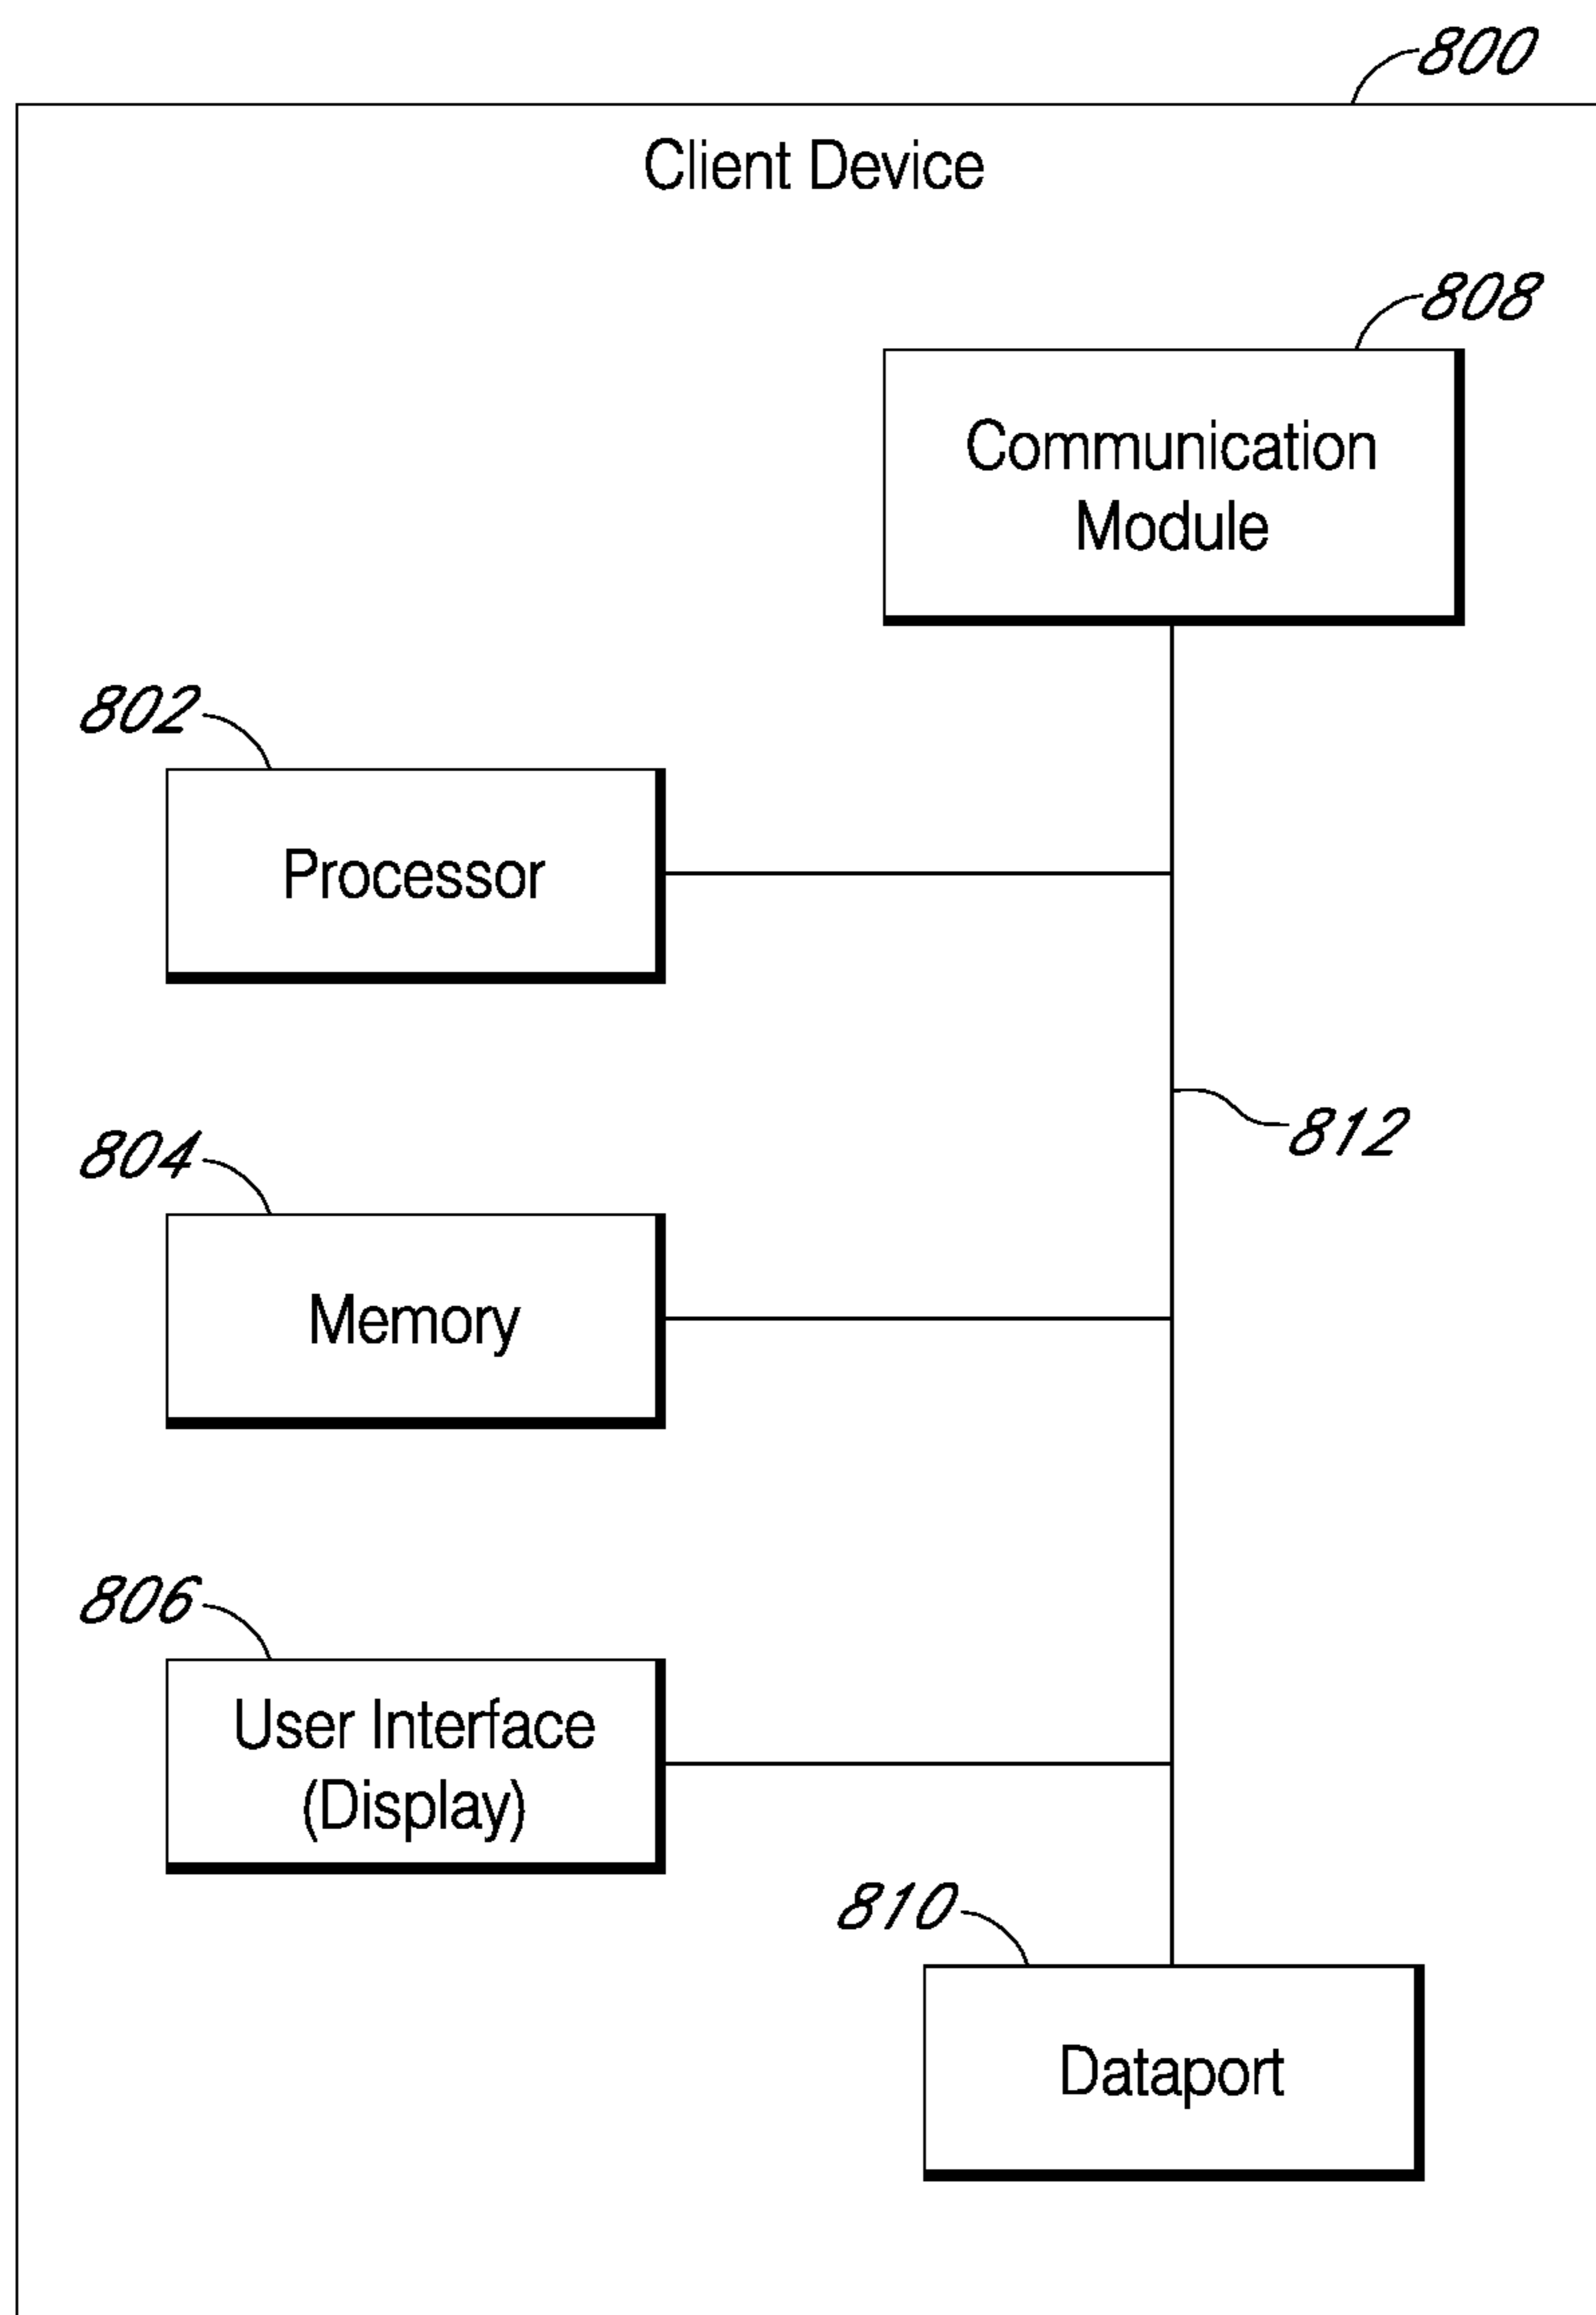 800
Client Device
808
Communication
Module
802
Processor
812
804
Memory
806
User Interface
(Display)
810
Dataport